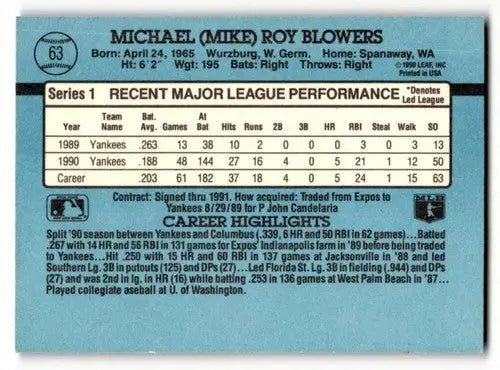 63
MICHAEL (MIKE) ROY BLOWERS
Born: April 24, 1965 Wurzburg, W. Germ. Home: Spanaway, WA
Ht: 6'2" Wgt: 195 Bats: Right Throws: Right
© 1990 LEAF, INC
Printed in USA
Series 1 RECENT MAJOR LEAGUE PERFORMANCE *Denotes Led League
Year Team Name Bat. Avg. Games At Bat Hits Runs 2B 3B HR RBI Steal Walk SO
1989 Yankees .263 13 38 10 2 0 0 0 3 0 3 13
1990 Yankees .188 48 144 27 16 4 0 5 21 1 12 50
Career .203 61 182 37 18 4 0 5 24 1 15 63
Contract: Signed thru 1991. How acquired: Traded from Expos to
Yankees 8/29/89 for P John Candelaria
CAREER HIGHLIGHTS
Split '90 season between Yankees and Columbus (.339, 6 HR and 50 RBI in 62 games)...Batted
.267 with 14 HR and 56 RBI in 131 games for Expos' Indianapolis farm in '89 before being traded
to Yankees...Hit .250 with 15 HR and 60 RBI in 137 games at Jacksonville in '88 and led
Southern Lg. 3B in putouts (125) and DPs (27)...Led Florida St. Lg. 3B in fielding (.944) and DPs
(27) and was 2nd in lg. in HR (16) while batting .253 in 136 games at West Palm Beach in '87...
Played collegiate aseball at U. of Washington.